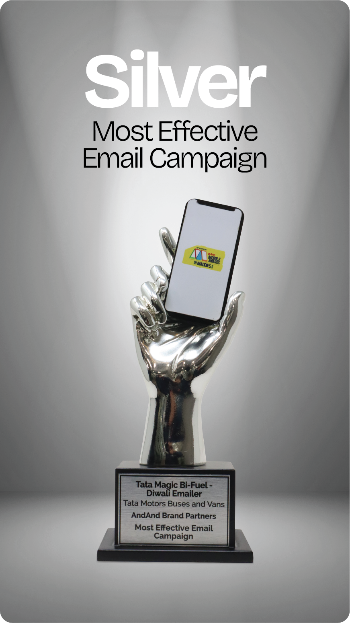 Silver
Most Effective
Email Campaign
Tata Magic Bi-Fuel -
Diwali Emailer
Tata Motors Buses and Vans
AndAnd Brand Partners
Most Effective Email
Campaign